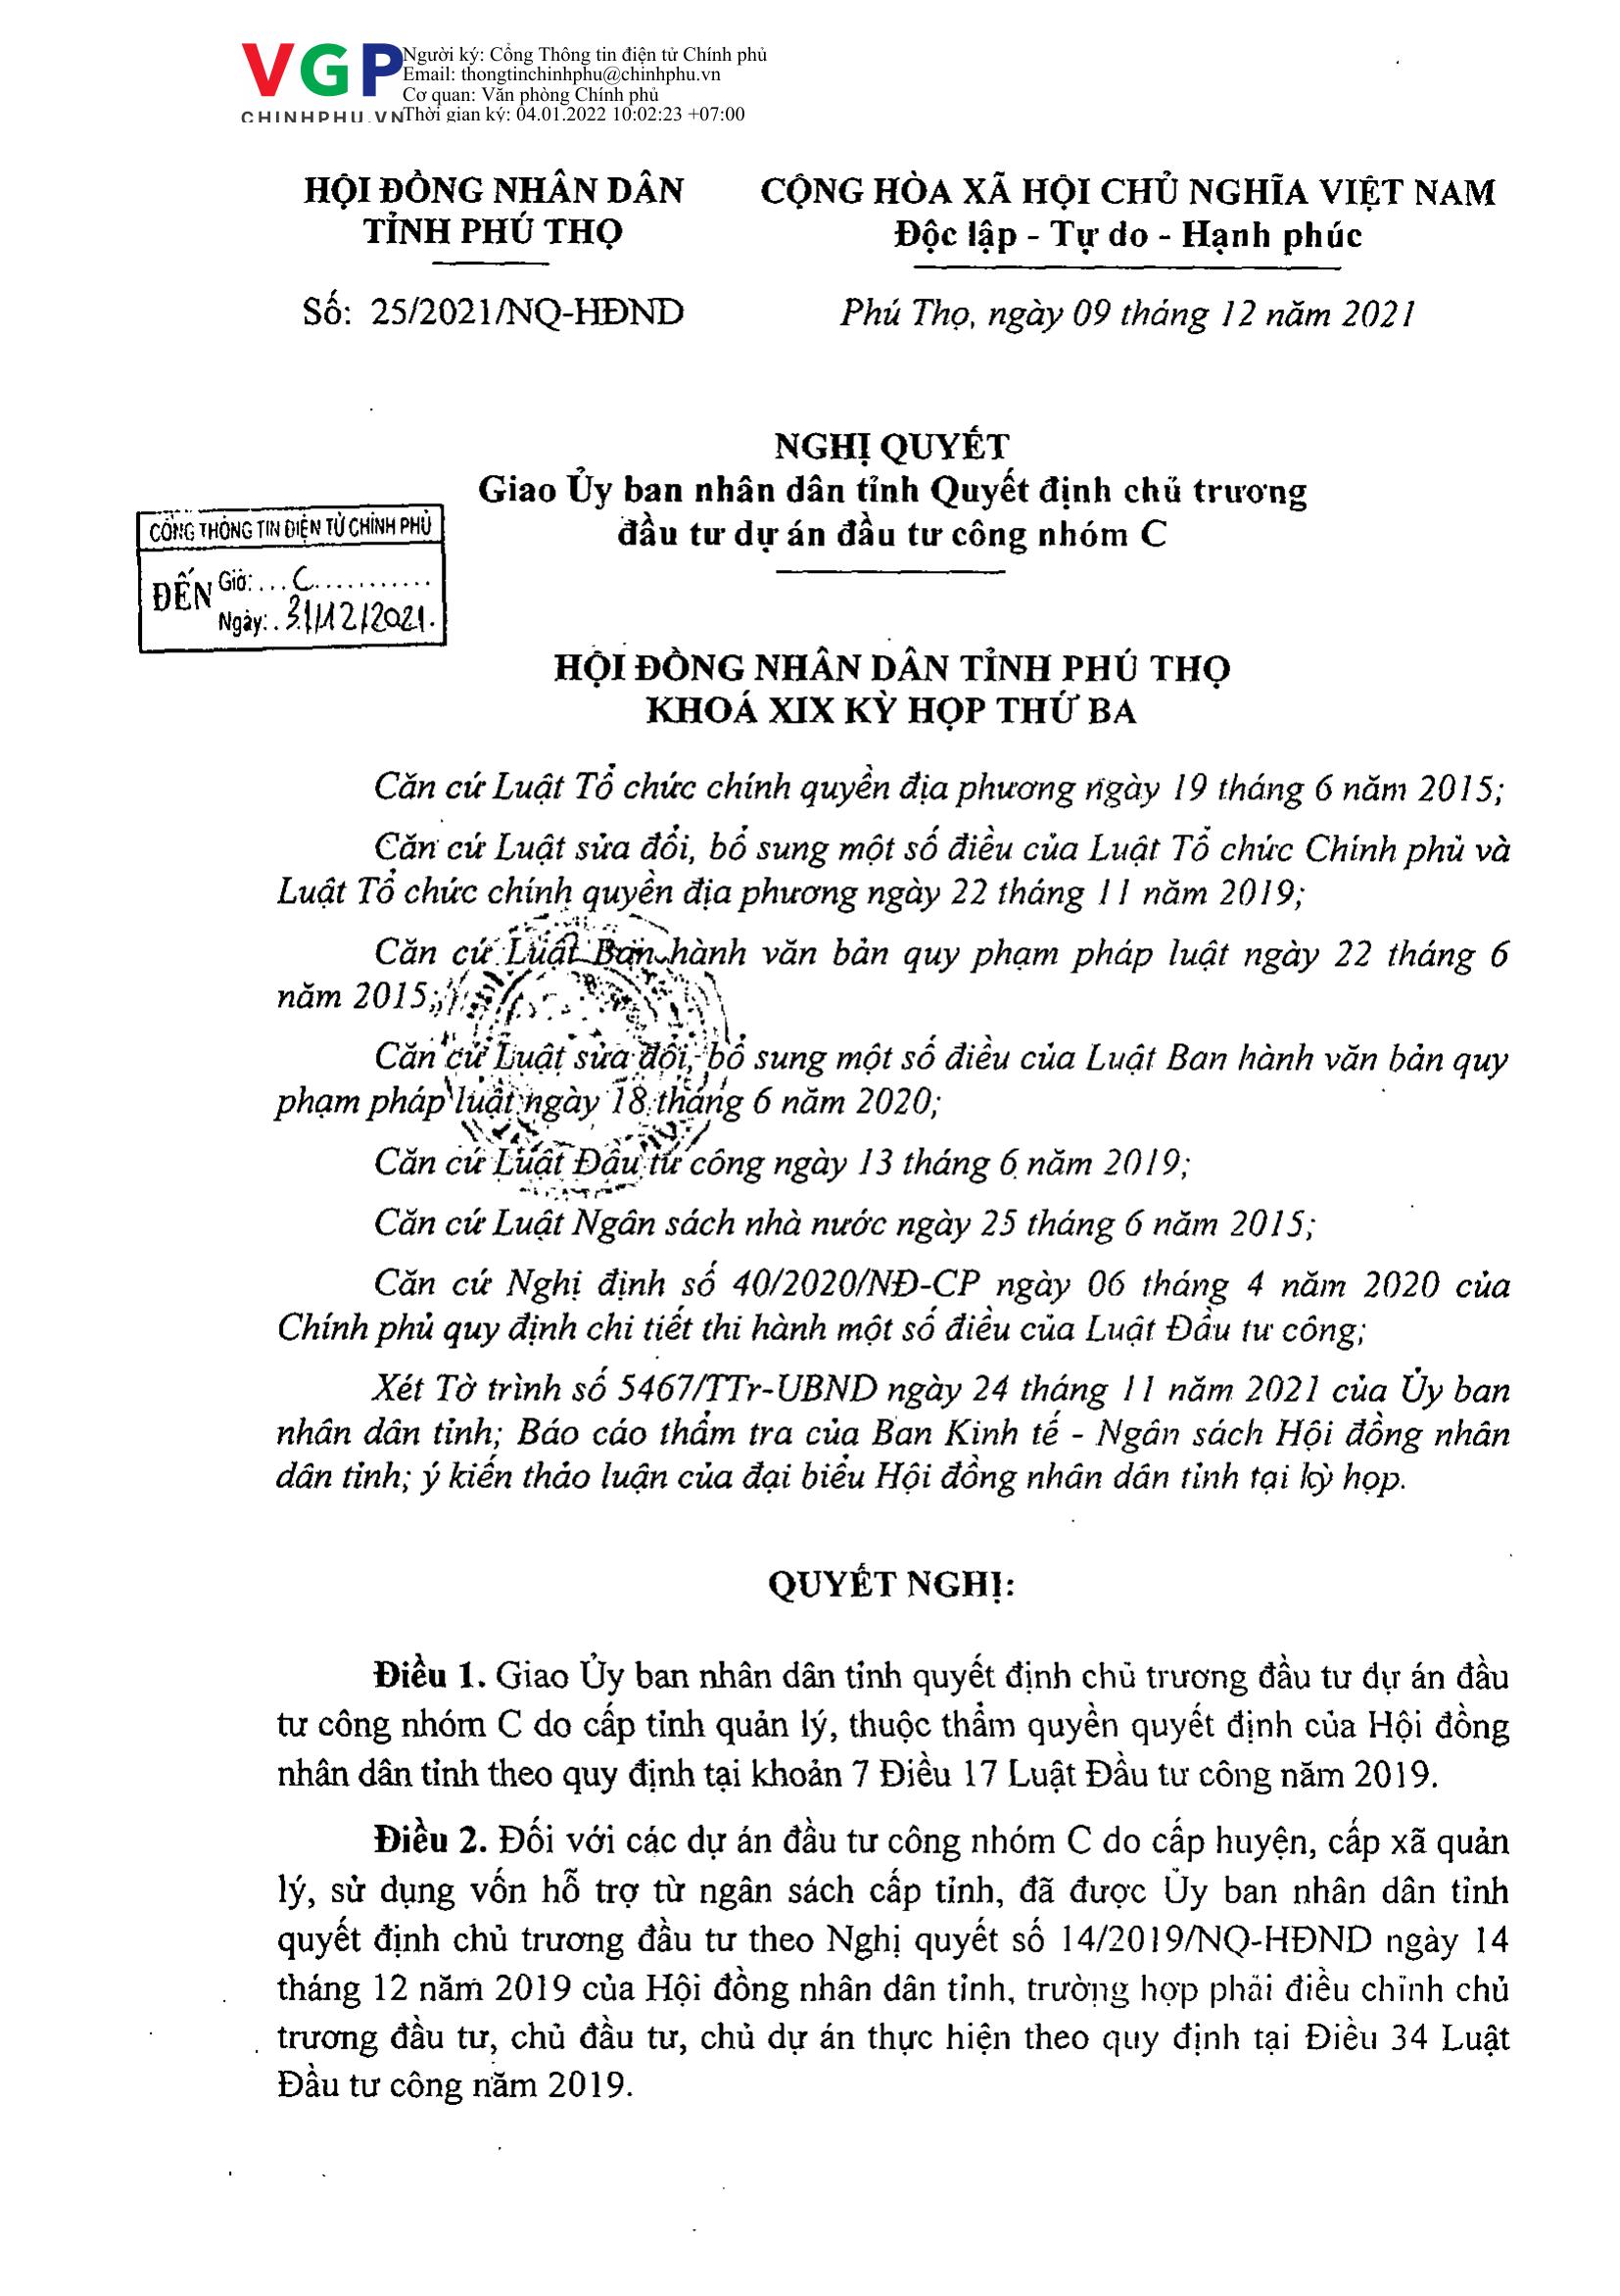 VGP
CHINHPHU.VN
Người ký: Cổng Thông tin điện tử Chính phủ
Email: thongtinchinhphu@chinhphu.vn
Cơ quan: Văn phòng Chính phủ
Thời gian ký: 04.01.2022 10:02:23 +07:00
HỘI ĐỒNG NHÂN DÂN
TỈNH PHÚ THỌ
Số: 25/2021/NQ-HĐND
CỘNG HÒA XÃ HỘI CHỦ NGHĨA VIỆT NAM
Độc lập - Tự do - Hạnh phúc
Phú Thọ, ngày 09 tháng 12 năm 2021
NGHỊ QUYẾT
Giao Ủy ban nhân dân tỉnh Quyết định chủ trương
đầu tư dự án đầu tư công nhóm C
CỔNG THÔNG TIN ĐIỆN TỬ CHÍNH PHỦ
ĐẾN
Giờ: ...C...........
Ngày: . 31/12/2021.
HỘI ĐỒNG NHÂN DÂN TỈNH PHÚ THỌ
KHOÁ XIX KỲ HỌP THỨ BA
Căn cứ Luật Tổ chức chính quyền địa phương ngày 19 tháng 6 năm 2015;
Căn cứ Luật sửa đổi, bổ sung một số điều của Luật Tổ chức Chính phủ và
Luật Tổ chức chính quyền địa phương ngày 22 tháng 11 năm 2019;
Căn cứ Luật Ban hành văn bản quy phạm pháp luật ngày 22 tháng 6
năm 2015;
Căn cứ Luật sửa đổi, bổ sung một số điều của Luật Ban hành văn bản quy
phạm pháp luật ngày 18 tháng 6 năm 2020;
Căn cứ Luật Đầu tư công ngày 13 tháng 6 năm 2019;
Căn cứ Luật Ngân sách nhà nước ngày 25 tháng 6 năm 2015;
Căn cứ Nghị định số 40/2020/NĐ-CP ngày 06 tháng 4 năm 2020 của
Chính phủ quy định chi tiết thi hành một số điều của Luật Đầu tư công;
Xét Tờ trình số 5467/TTr-UBND ngày 24 tháng 11 năm 2021 của Ủy ban
nhân dân tỉnh; Báo cáo thẩm tra của Ban Kinh tế - Ngân sách Hội đồng nhân
dân tỉnh; ý kiến thảo luận của đại biểu Hội đồng nhân dân tỉnh tại kỳ họp.
QUYẾT NGHỊ:
Điều 1. Giao Ủy ban nhân dân tỉnh quyết định chủ trương đầu tư dự án đầu
tư công nhóm C do cấp tỉnh quản lý, thuộc thẩm quyền quyết định của Hội đồng
nhân dân tỉnh theo quy định tại khoản 7 Điều 17 Luật Đầu tư công năm 2019.
Điều 2. Đối với các dự án đầu tư công nhóm C do cấp huyện, cấp xã quản
lý, sử dụng vốn hỗ trợ từ ngân sách cấp tỉnh, đã được Ủy ban nhân dân tỉnh
quyết định chủ trương đầu tư theo Nghị quyết số 14/2019/NQ-HĐND ngày 14
tháng 12 năm 2019 của Hội đồng nhân dân tỉnh, trường hợp phải điều chỉnh chủ
trương đầu tư, chủ đầu tư, chủ dự án thực hiện theo quy định tại Điều 34 Luật
Đầu tư công năm 2019.